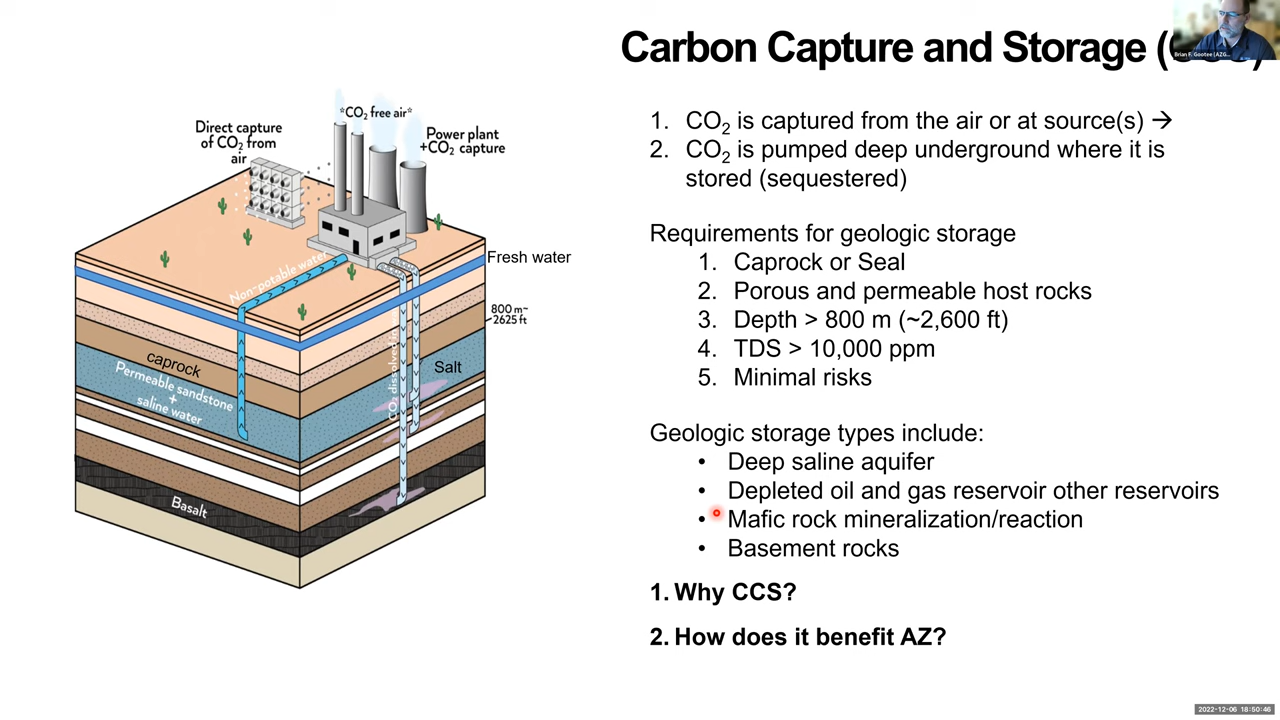 Carbon Capture and Storage (
Brian F. Gootee (AZG...
1. CO₂ is captured from the air or at source(s) →
2. CO₂ is pumped deep underground where it is
stored (sequestered)
Requirements for geologic storage
1. Caprock or Seal
2. Porous and permeable host rocks
3. Depth > 800 m (~2,600 ft)
4. TDS > 10,000 ppm
5. Minimal risks
Geologic storage types include:
• Deep saline aquifer
• Depleted oil and gas reservoir other reservoirs
• Mafic rock mineralization/reaction
• Basement rocks
1. Why CCS?
2. How does it benefit AZ?
*CO₂ free air*
Direct capture
of CO₂ from
air
Power plant
+CO₂ capture
Non-potable water
Fresh water
800 m~
2625 ft
caprock
Permeable sandstone
+
saline water
CO₂ dissolved
Salt
Basalt
2022-12-06 18:50:46